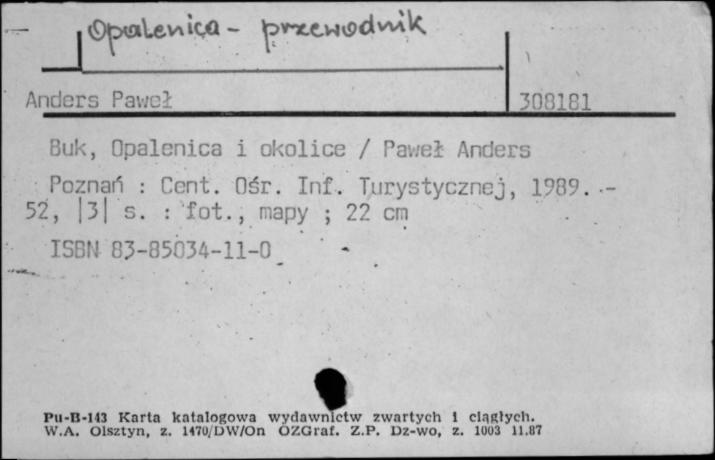 Opalenica - przewodnik
Anders Paweł 308181
Buk, Opalenica i okolice / Paweł Anders
Poznań : Cent. Ośr. Inf. Turystycznej, 1989. -
52, |3| s. : fot., mapy ; 22 cm
ISBN 83-85034-11-0
Pu-B-143 Karta katalogowa wydawnictw zwartych i ciągłych.
W.A. Olsztyn, z. 1470/DW/On OZGraf. Z.P. Dz-wo, z. 1003 11.87